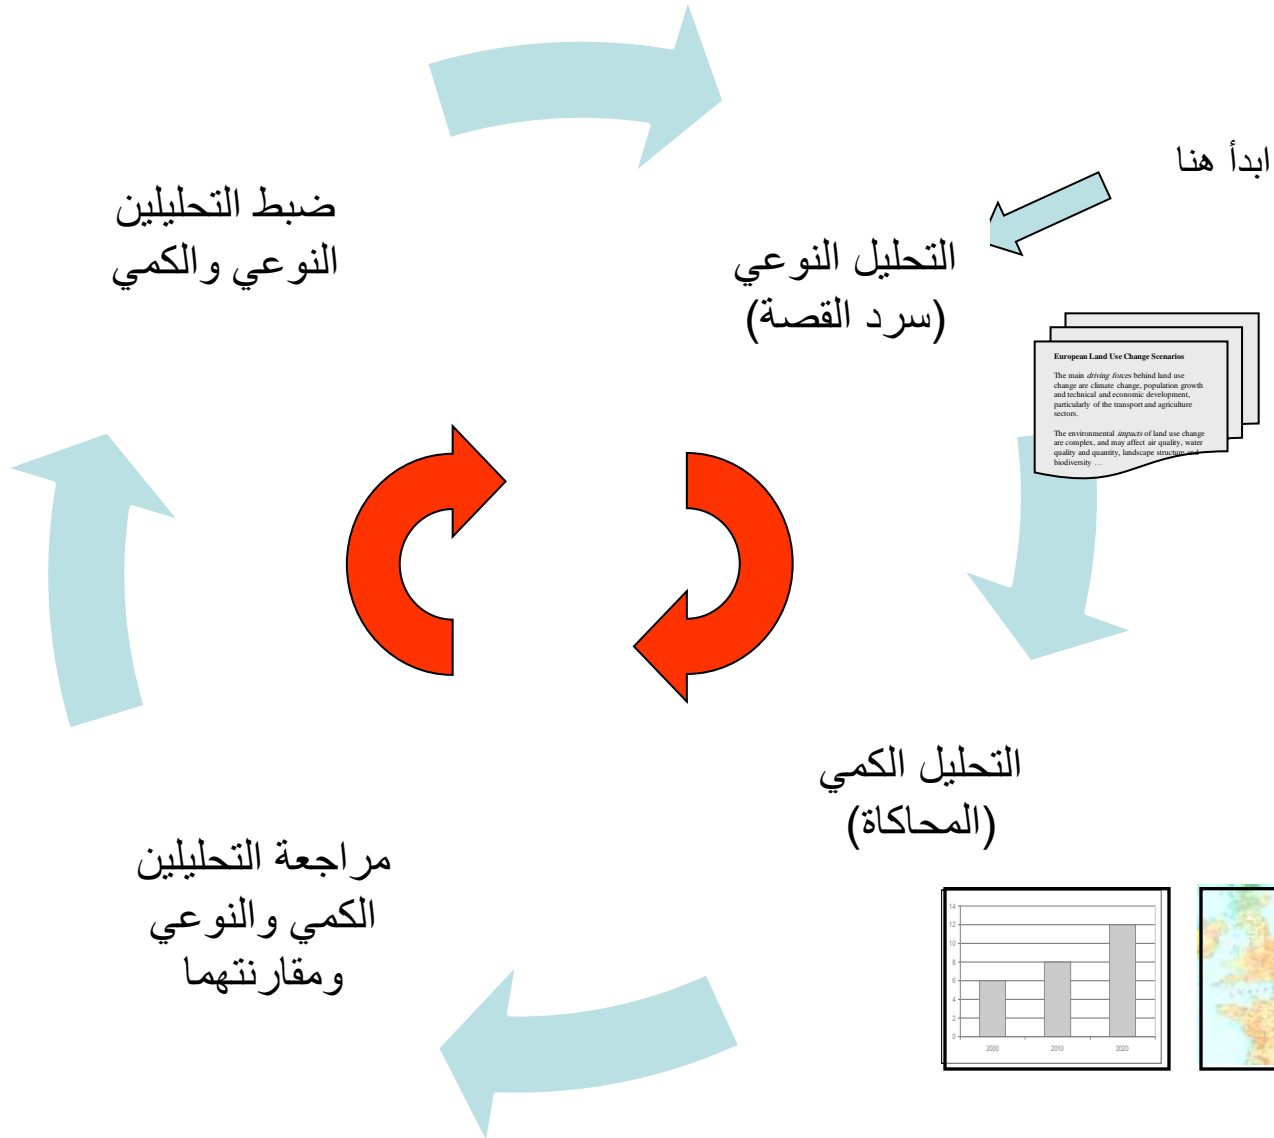 ابدأ هنا
التحليل النوعي
(سرد القصة)
European Land Use Change Scenarios
The main driving forces behind land use
change are climate change, population growth
and technical and economic development,
particularly of the transport and agriculture
sectors.
The environmental impacts of land use change
are complex, and may affect air quality, water
quality and quantity, landscape structure and
biodiversity …
التحليل الكمي
(المحاكاة)
14
12
10
8
6
4
2
0
2000
2010
2020
مراجعة التحليلين
الكمي والنوعي
ومقارنتهما
ضبط التحليلين
النوعي والكمي